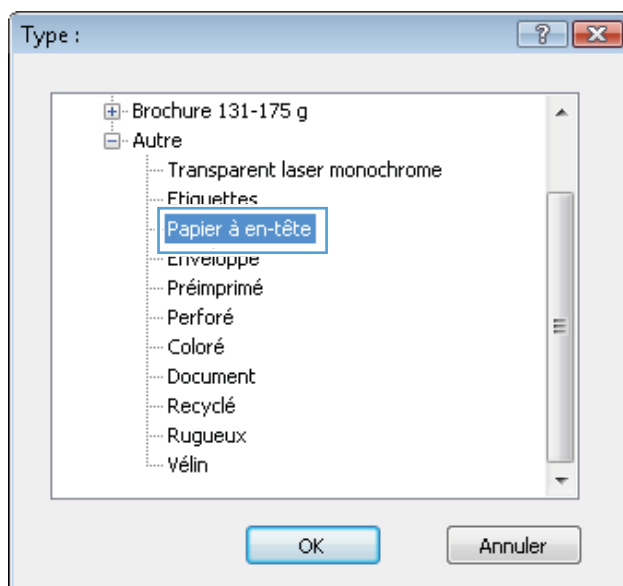 Type :
Brochure 131-175 g
Autre
Transparent laser monochrome
Etiquettes
Papier à en-tête
Enveloppe
Préimprimé
Perforé
Coloré
Document
Recyclé
Rugueux
Vélin
OK
Annuler